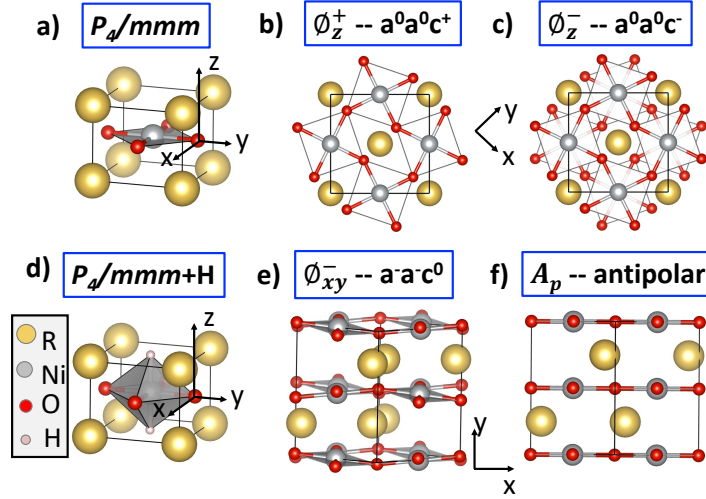 a) P₄/mmm
b) ∅z⁺ -- a⁰a⁰c⁺
c) ∅z⁻ -- a⁰a⁰c⁻
z
y
x
y
x
d) P₄/mmm+H
e) ∅xy⁻ -- a⁻a⁻c⁰
f) Aₚ -- antipolar
R
Ni
O
H
z
y
x
y
x